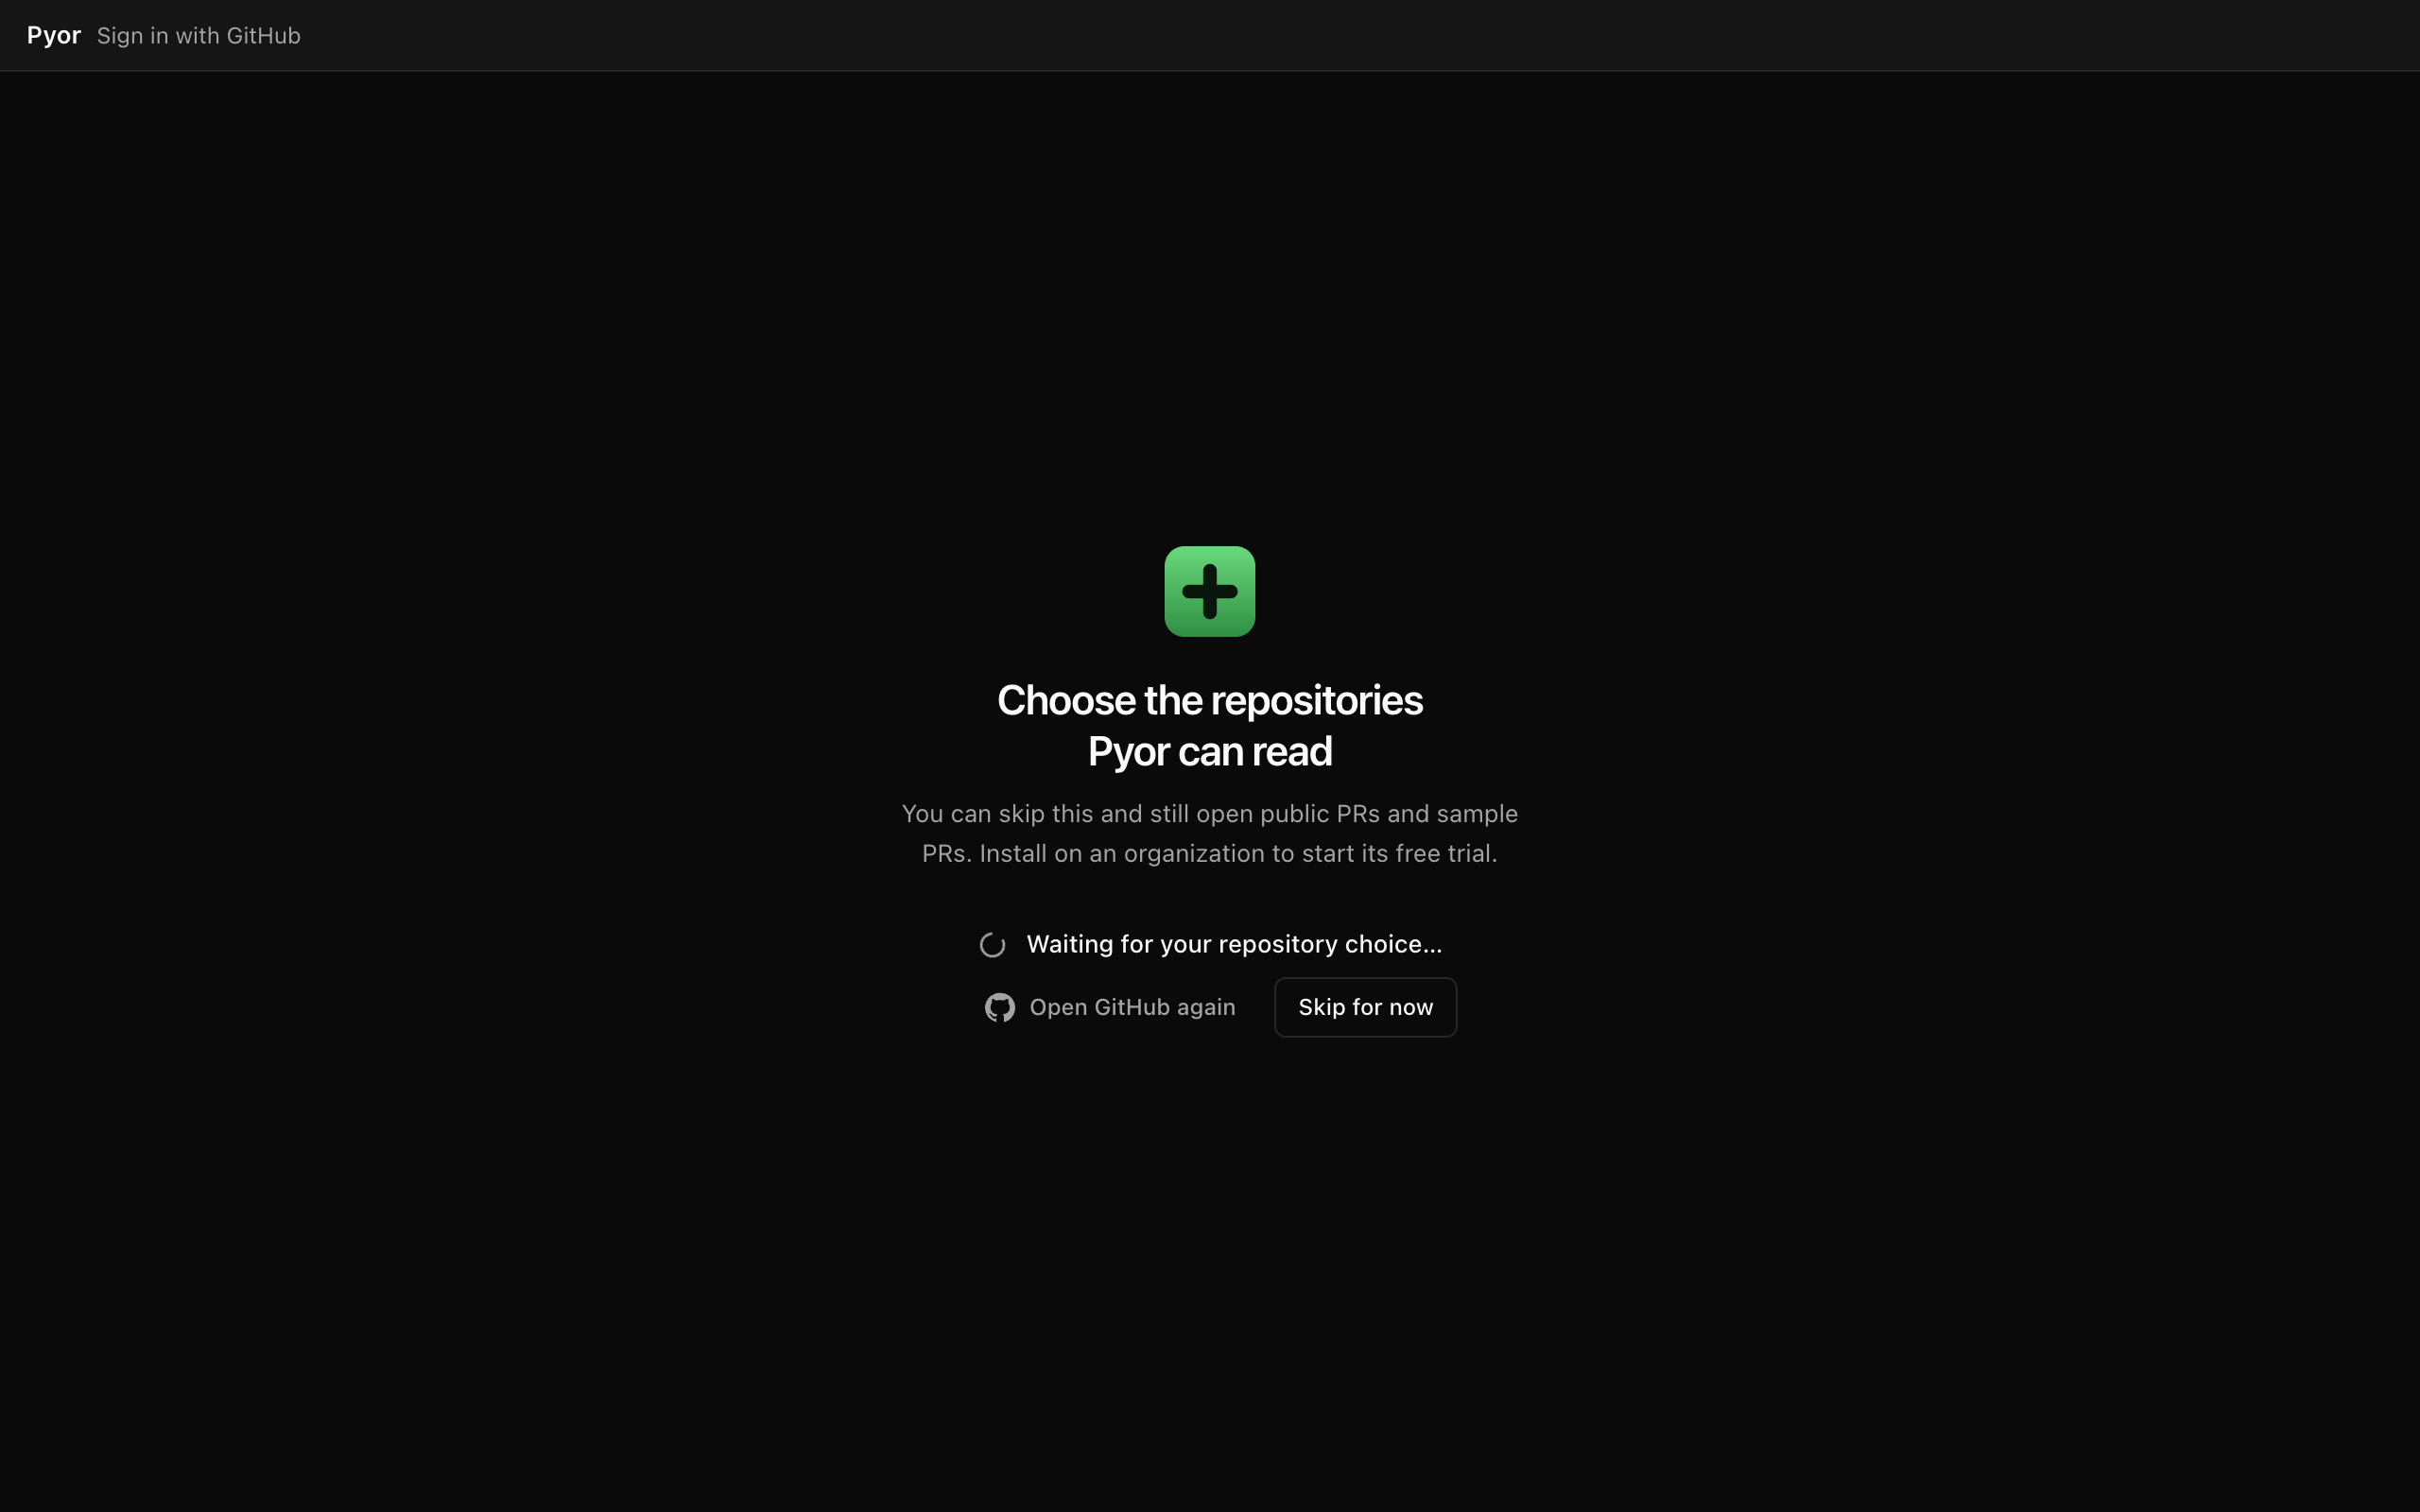 Pyor Sign in with GitHub
Choose the repositories
Pyor can read
You can skip this and still open public PRs and sample
PRs. Install on an organization to start its free trial.
Waiting for your repository choice...
Open GitHub again
Skip for now